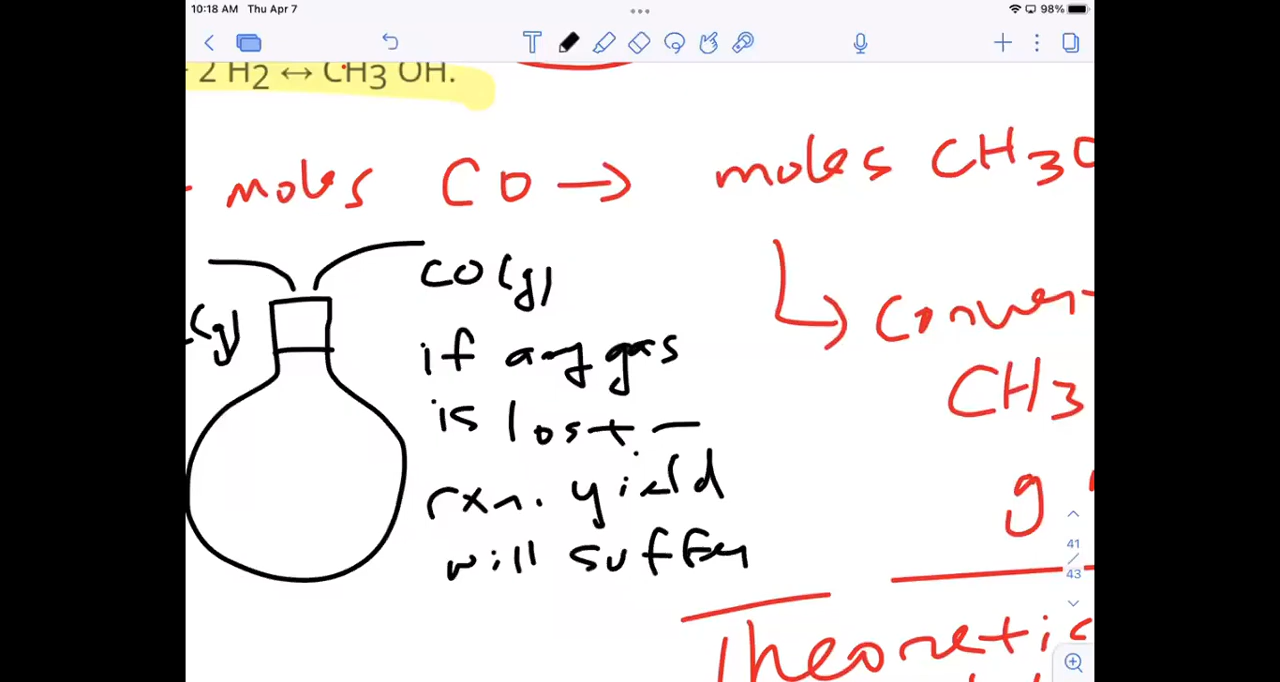 10:18 AM Thu Apr 7
98%
2 H2 ↔ CH3 OH.
moles CO → moles CH3O
CO(g)
(g)
if any gas
is lost –
rxn. yield
will suffer
↳ Conver
CH3
g
41
/
43
Theoretic